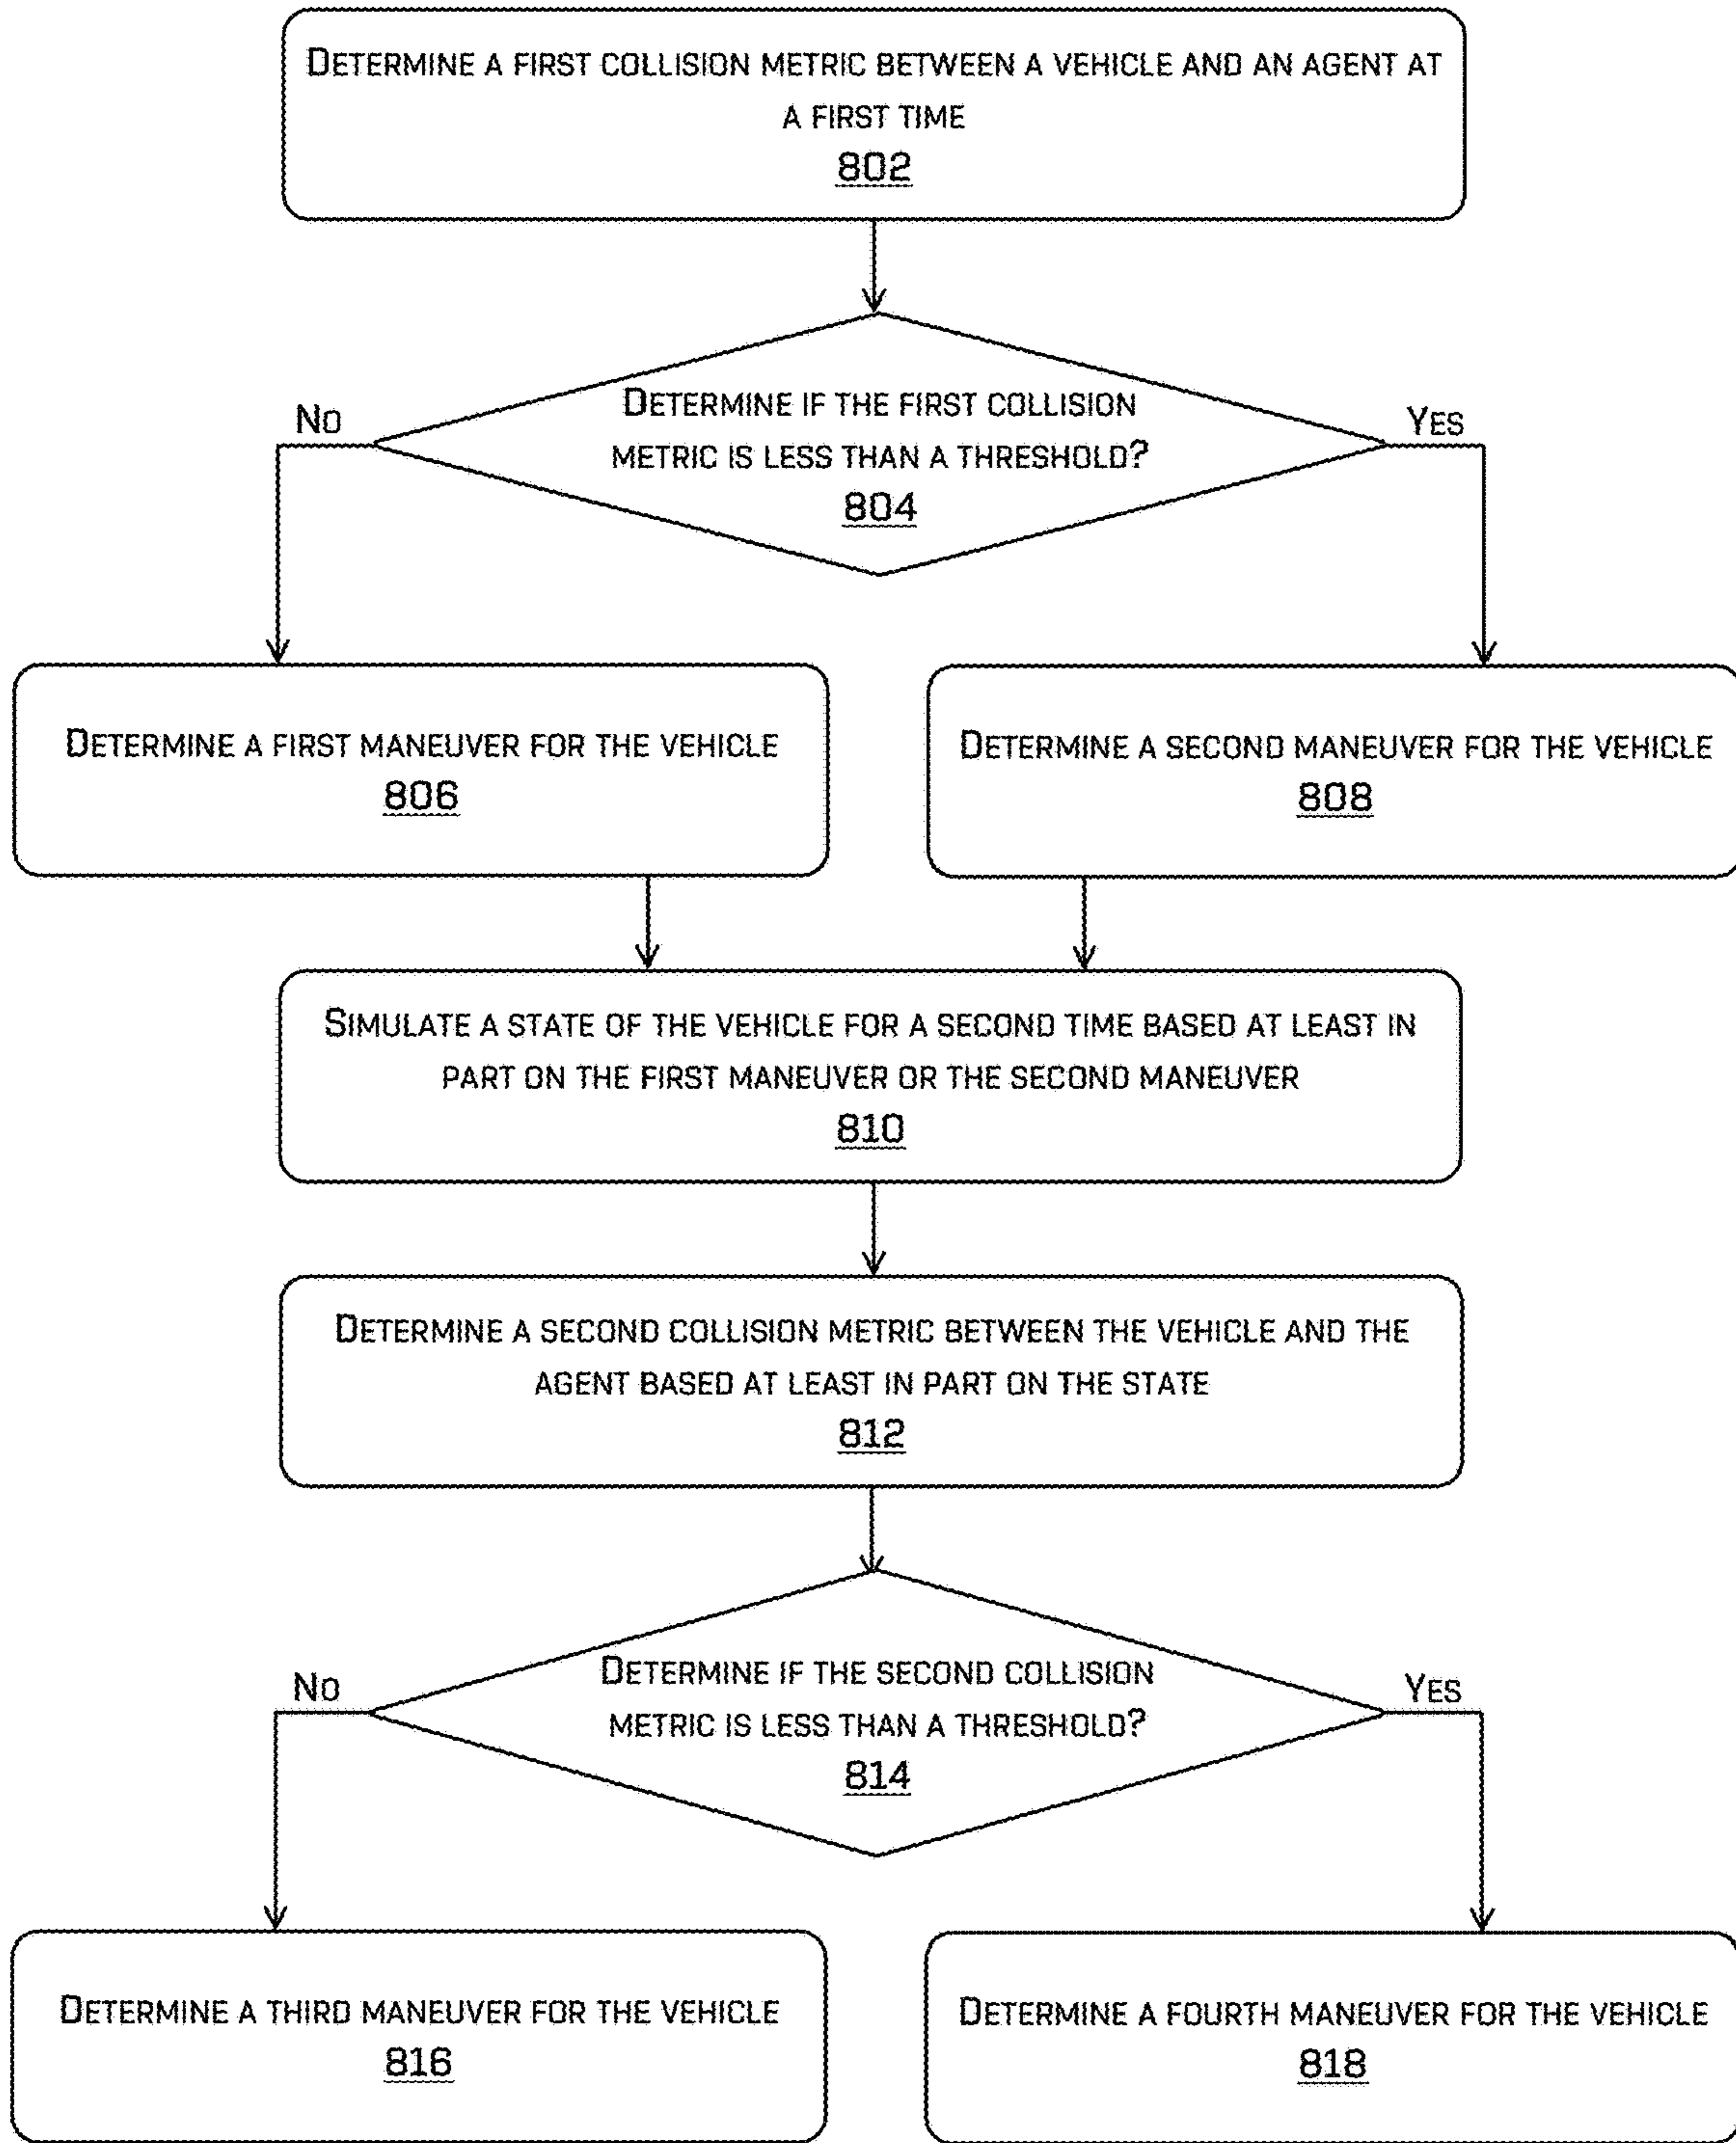 DETERMINE A FIRST COLLISION METRIC BETWEEN A VEHICLE AND AN AGENT AT
A FIRST TIME
802
DETERMINE IF THE FIRST COLLISION
METRIC IS LESS THAN A THRESHOLD?
804
NO
YES
DETERMINE A FIRST MANEUVER FOR THE VEHICLE
806
DETERMINE A SECOND MANEUVER FOR THE VEHICLE
808
SIMULATE A STATE OF THE VEHICLE FOR A SECOND TIME BASED AT LEAST IN
PART ON THE FIRST MANEUVER OR THE SECOND MANEUVER
810
DETERMINE A SECOND COLLISION METRIC BETWEEN THE VEHICLE AND THE
AGENT BASED AT LEAST IN PART ON THE STATE
812
DETERMINE IF THE SECOND COLLISION
METRIC IS LESS THAN A THRESHOLD?
814
NO
YES
DETERMINE A THIRD MANEUVER FOR THE VEHICLE
816
DETERMINE A FOURTH MANEUVER FOR THE VEHICLE
818